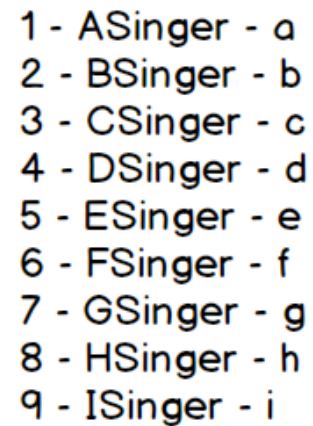 1 - ASinger - a
2 - BSinger - b
3 - CSinger - c
4 - DSinger - d
5 - ESinger - e
6 - FSinger - f
7 - GSinger - g
8 - HSinger - h
9 - ISinger - i